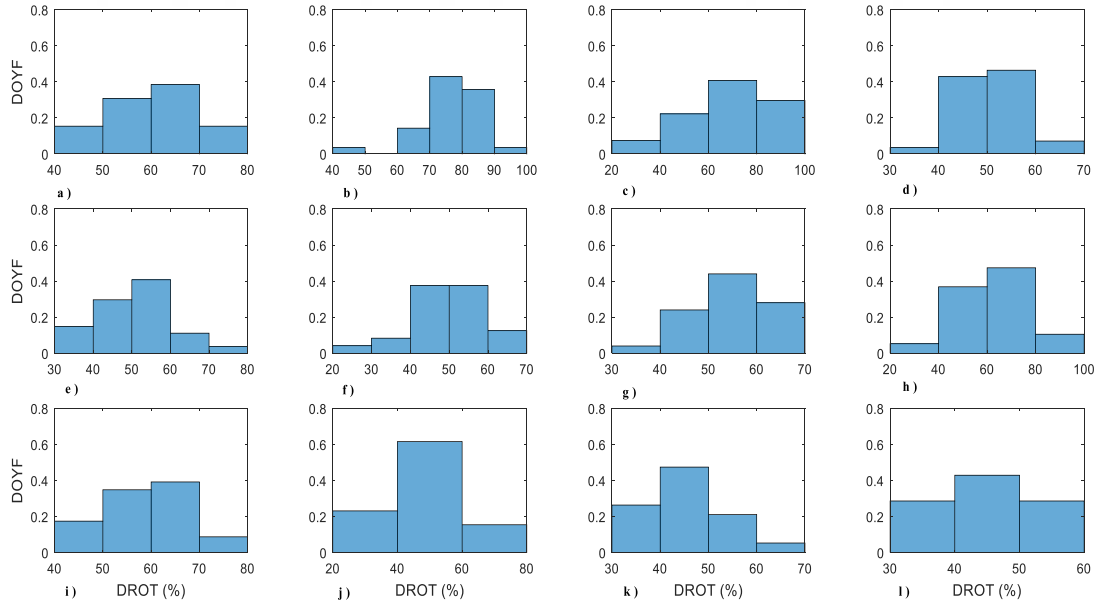 0.8 0.8 0.8 0.8
0.6 0.6 0.6 0.6
DOYF
0.4 0.4 0.4 0.4
0.2 0.2 0.2 0.2
0 0 0 0
40 50 60 70 80 40 50 60 70 80 90 100 20 40 60 80 100 30 40 50 60 70
a ) b ) c ) d )
0.8 0.8 0.8 0.8
0.6 0.6 0.6 0.6
DOYF
0.4 0.4 0.4 0.4
0.2 0.2 0.2 0.2
0 0 0 0
30 40 50 60 70 80 20 30 40 50 60 70 30 40 50 60 70 20 40 60 80 100
e ) f ) g ) h )
0.8 0.8 0.8 0.8
0.6 0.6 0.6 0.6
DOYF
0.4 0.4 0.4 0.4
0.2 0.2 0.2 0.2
0 0 0 0
40 50 60 70 80 20 40 60 80 30 40 50 60 70 30 40 50 60
i ) DROT (%) j ) DROT (%) k ) DROT (%) l ) DROT (%)